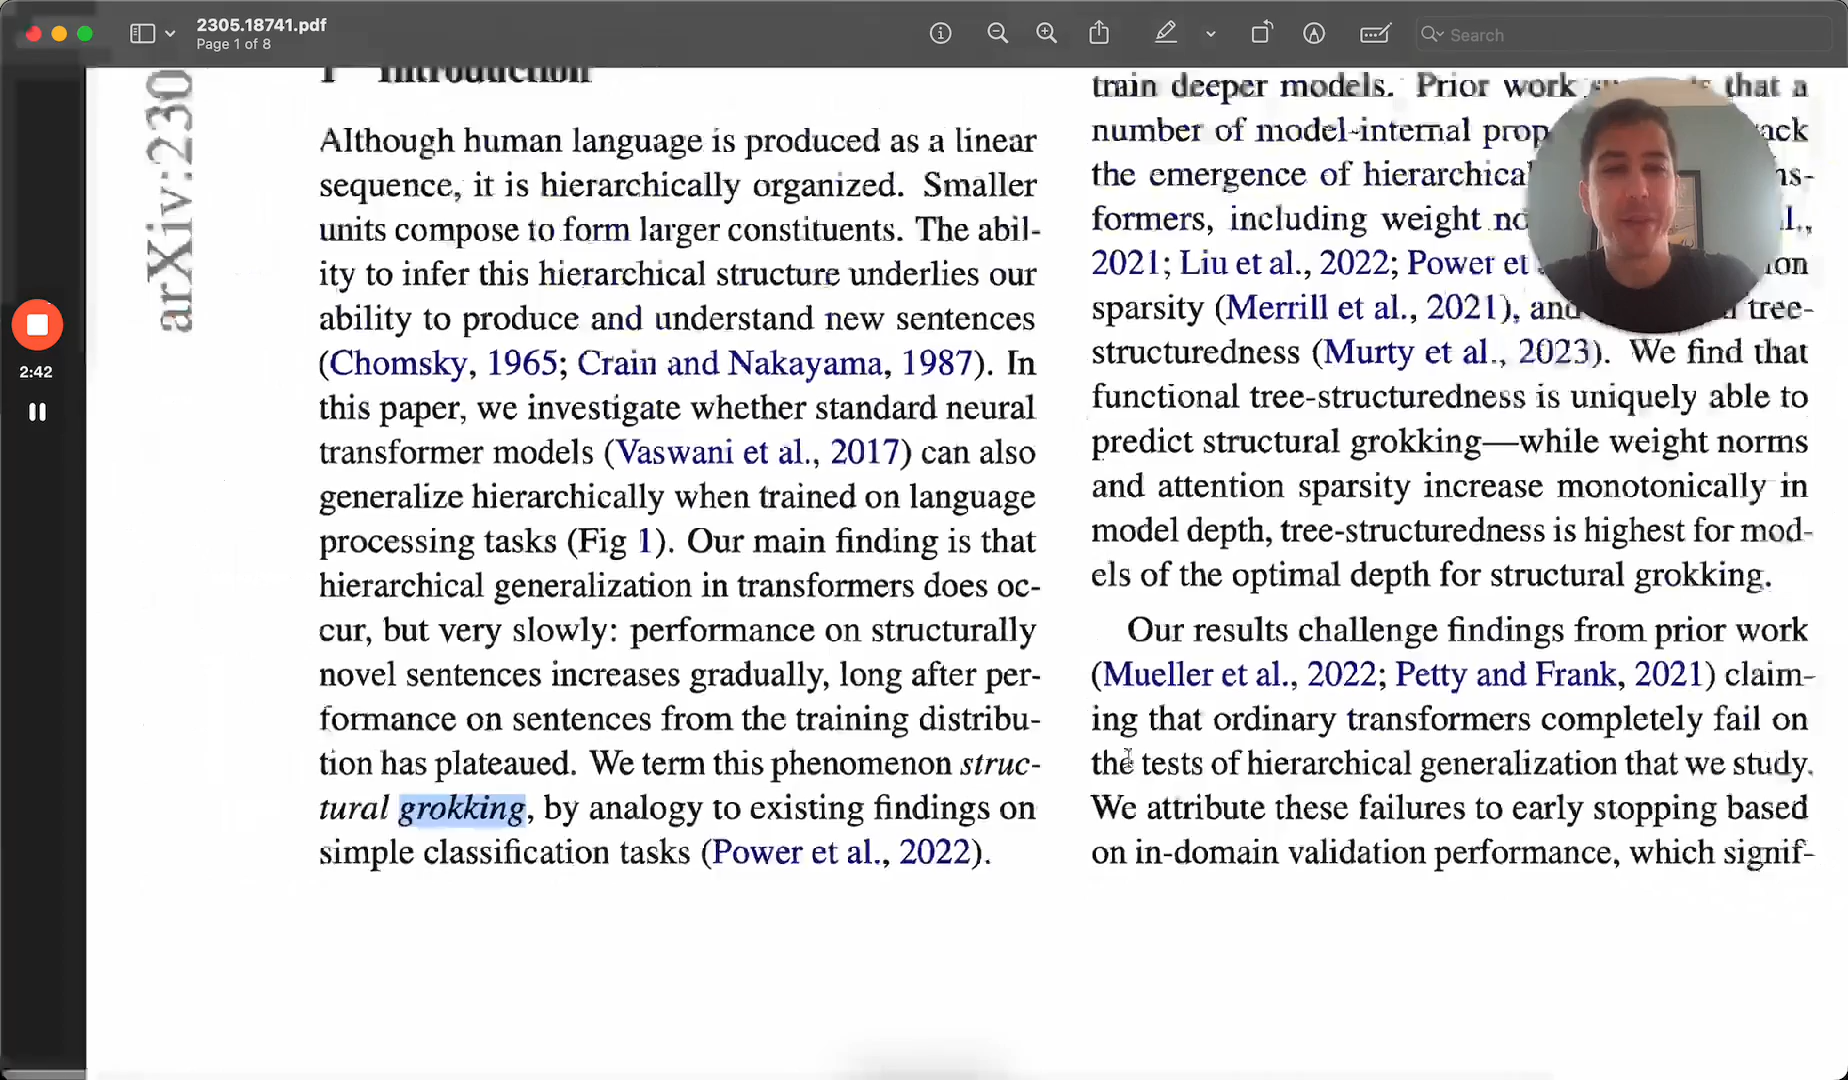 2305.18741.pdf
Page 1 of 8
Search
2:42
arXiv:230
1 Introduction
Although human language is produced as a linear
sequence, it is hierarchically organized. Smaller
units compose to form larger constituents. The abil-
ity to infer this hierarchical structure underlies our
ability to produce and understand new sentences
(Chomsky, 1965; Crain and Nakayama, 1987). In
this paper, we investigate whether standard neural
transformer models (Vaswani et al., 2017) can also
generalize hierarchically when trained on language
processing tasks (Fig 1). Our main finding is that
hierarchical generalization in transformers does oc-
cur, but very slowly: performance on structurally
novel sentences increases gradually, long after per-
formance on sentences from the training distribu-
tion has plateaued. We term this phenomenon struc-
tural grokking, by analogy to existing findings on
simple classification tasks (Power et al., 2022).
train deeper models. Prior work that a
number of model-internal prop ack
the emergence of hierarchical ns-
formers, including weight no l.,
2021; Liu et al., 2022; Power et ion
sparsity (Merrill et al., 2021), and tree-
structuredness (Murty et al., 2023). We find that
functional tree-structuredness is uniquely able to
predict structural grokking—while weight norms
and attention sparsity increase monotonically in
model depth, tree-structuredness is highest for mod-
els of the optimal depth for structural grokking.
Our results challenge findings from prior work
(Mueller et al., 2022; Petty and Frank, 2021) claim-
ing that ordinary transformers completely fail on
the tests of hierarchical generalization that we study.
We attribute these failures to early stopping based
on in-domain validation performance, which signif-